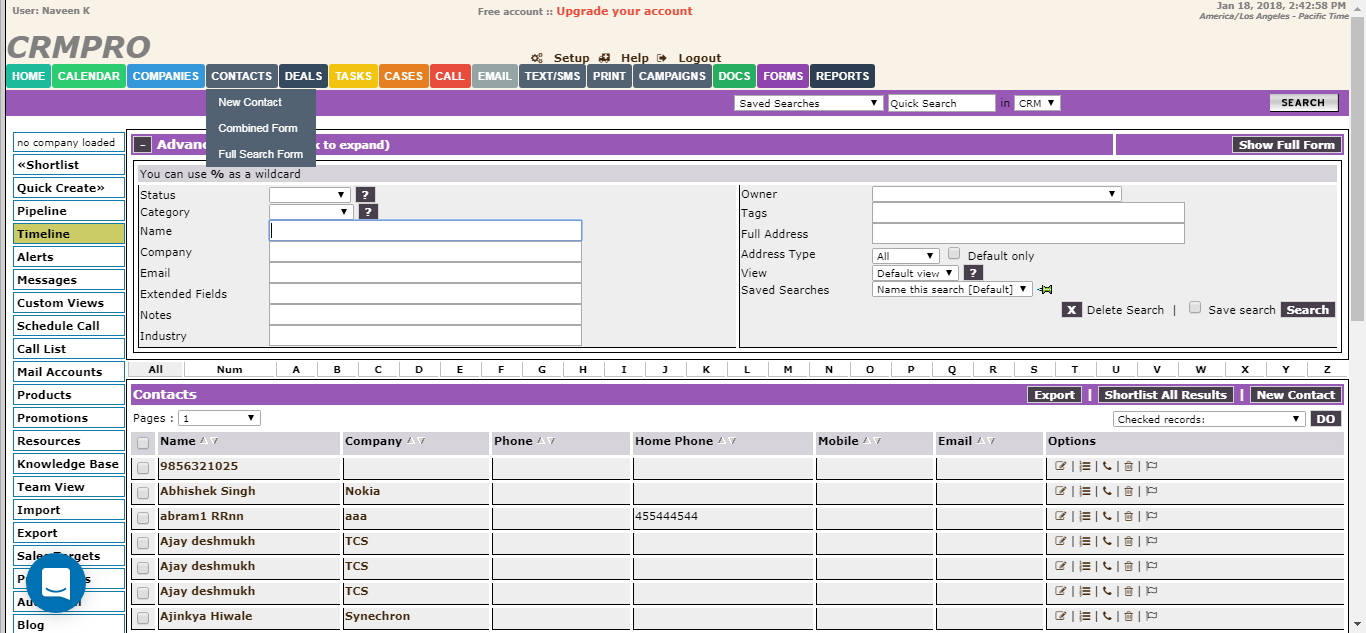 User: Naveen K
Free account :: Upgrade your account
Jan 18, 2018, 2:42:58 PM
America/Los Angeles - Pacific Time
CRMPRO
Setup Help Logout
HOME CALENDAR COMPANIES CONTACTS DEALS TASKS CASES CALL EMAIL TEXT/SMS PRINT CAMPAIGNS DOCS FORMS REPORTS
New Contact
Combined Form
Full Search Form
Saved Searches Quick Search in CRM SEARCH
no company loaded
«Shortlist
Quick Create»
Pipeline
Timeline
Alerts
Messages
Custom Views
Schedule Call
Call List
Mail Accounts
Products
Promotions
Resources
Knowledge Base
Team View
Import
Export
Blog
- k to expand) Show Full Form
You can use % as a wildcard
Status ?
Category ?
Name
Company
Email
Extended Fields
Notes
Industry
Owner
Tags
Full Address
Address Type All Default only
View Default view ?
Saved Searches Name this search [Default]
X Delete Search | Save search Search
All Num A B C D E F G H I J K L M N O P Q R S T U V W X Y Z
Contacts Export | Shortlist All Results | New Contact
Pages : 1 Checked records: DO
Name Company Phone Home Phone Mobile Email Options
9856321025
Abhishek Singh Nokia
abram1 RRnn aaa 455444544
Ajay deshmukh TCS
Ajay deshmukh TCS
Ajay deshmukh TCS
Ajinkya Hiwale Synechron